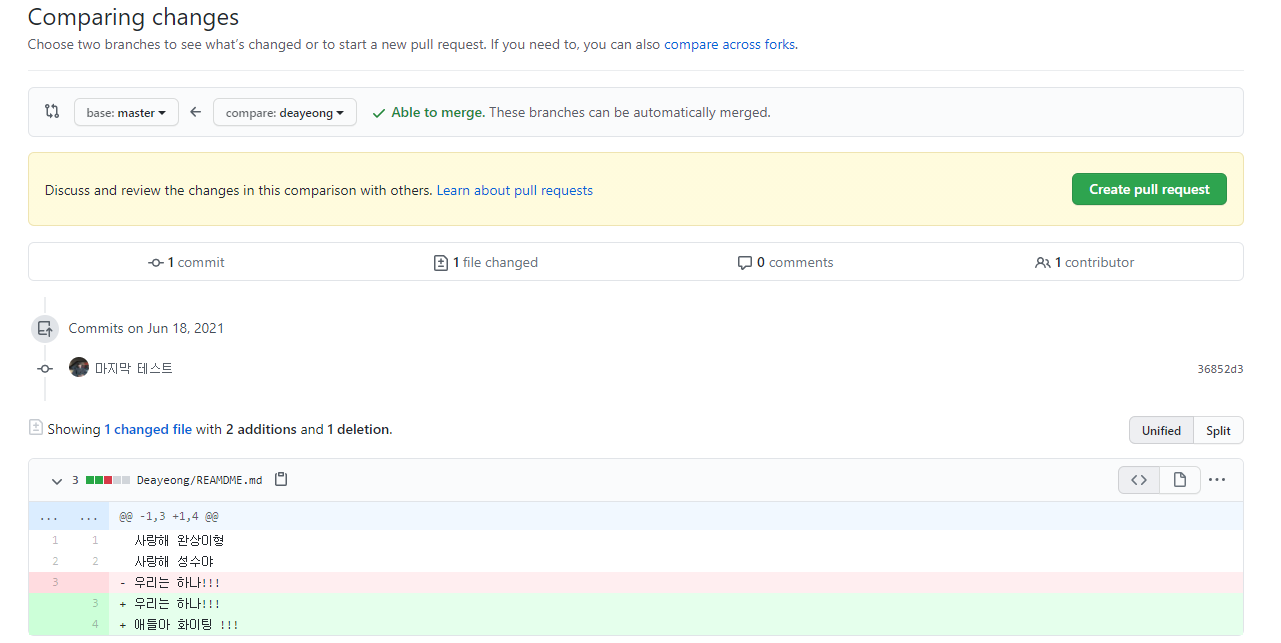 Comparing changes
Choose two branches to see what's changed or to start a new pull request. If you need to, you can also compare across forks.
base: master compare: deayeong Able to merge. These branches can be automatically merged.
Discuss and review the changes in this comparison with others. Learn about pull requests Create pull request
1 commit 1 file changed 0 comments 1 contributor
Commits on Jun 18, 2021
마지막 테스트 36852d3
Showing 1 changed file with 2 additions and 1 deletion. Unified Split
3 Deayeong/REAMDME.md
... ... @@ -1,3 +1,4 @@
1 1 사랑해 완상이형
2 2 사랑해 성수야
3 - 우리는 하나!!!
3 + 우리는 하나!!!
4 + 애들아 화이팅 !!!